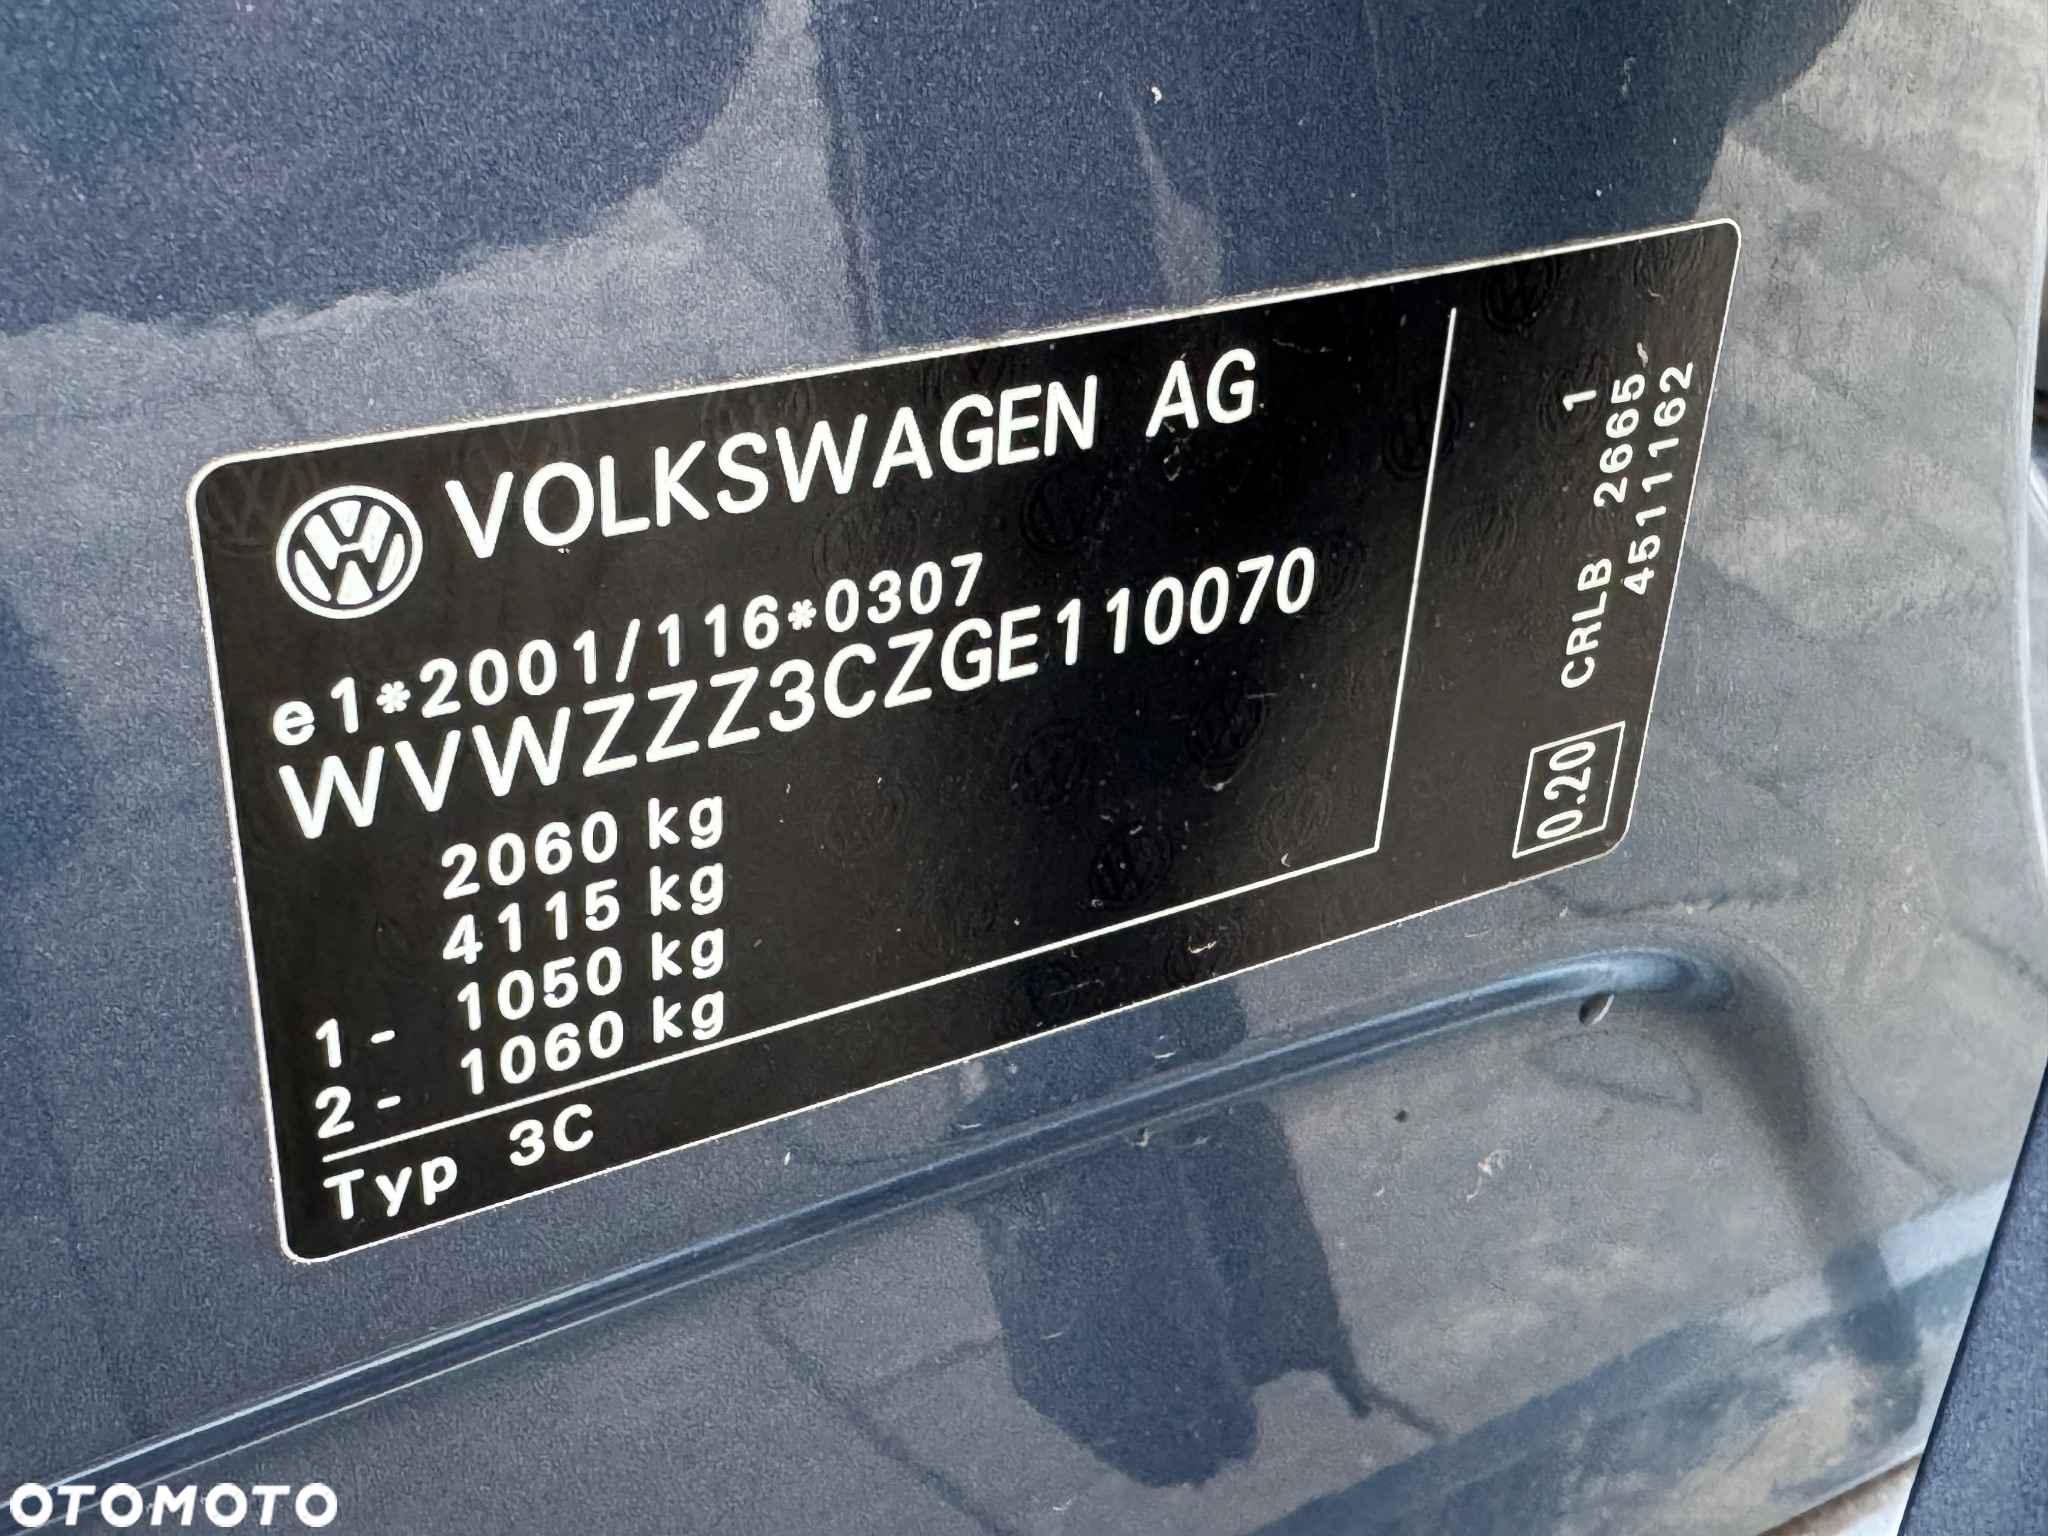 VOLKSWAGEN AG
e1*2001/116*0307
WVWZZZ3CZGE110070
2060 kg
4115 kg
1- 1050 kg
2- 1060 kg
Typ 3C
1
CRLB 2665
4511162
0.20
OTOMOTO